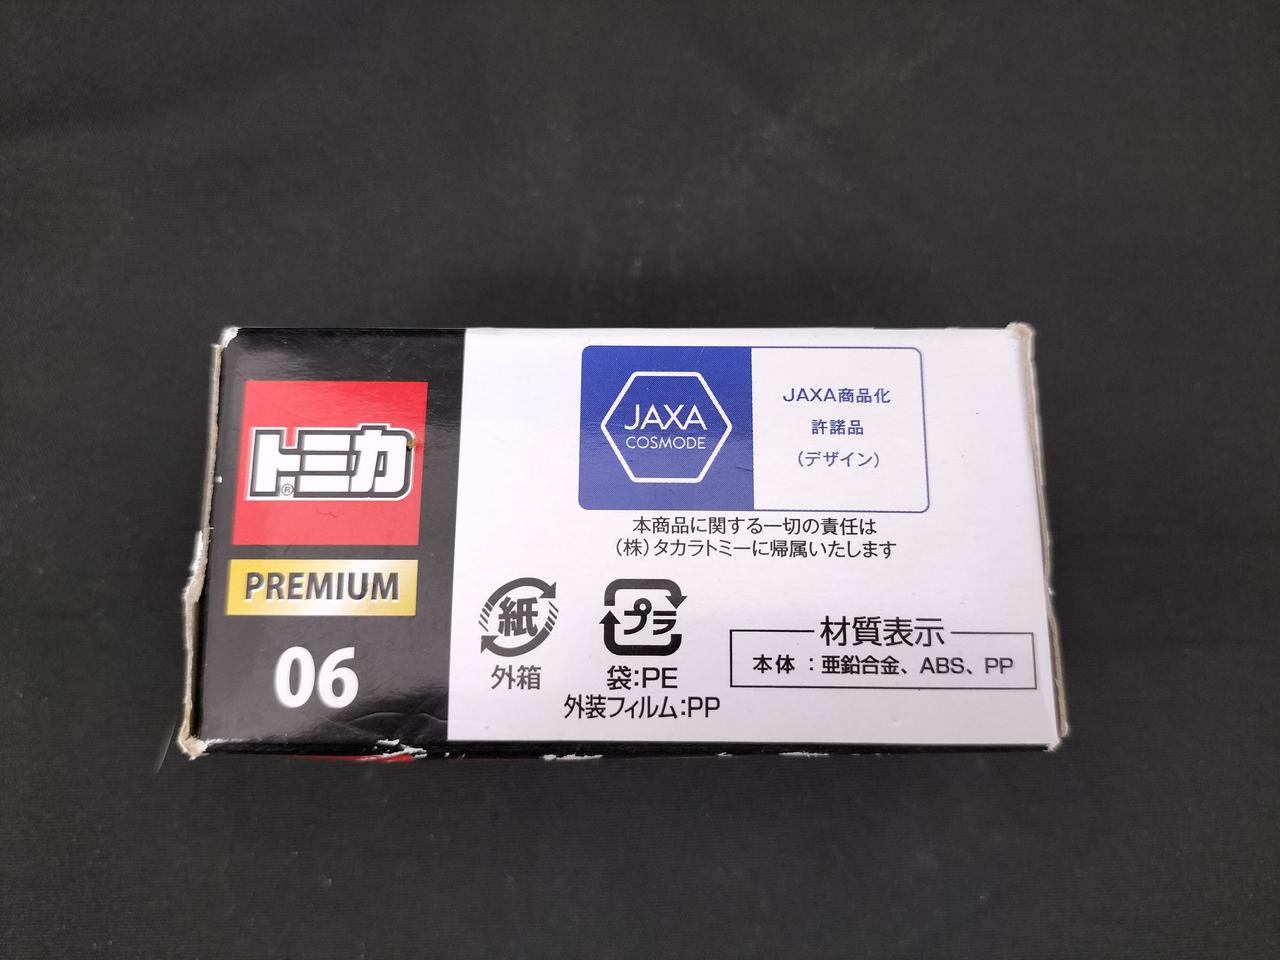 トミカ
®
PREMIUM
06
JAXA
COSMODE
JAXA商品化
許諾品
(デザイン)
本商品に関する一切の責任は
(株)タカラトミーに帰属いたします
紙
外箱
プラ
袋:PE
外装フィルム:PP
材質表示
本体 : 亜鉛合金、ABS、PP